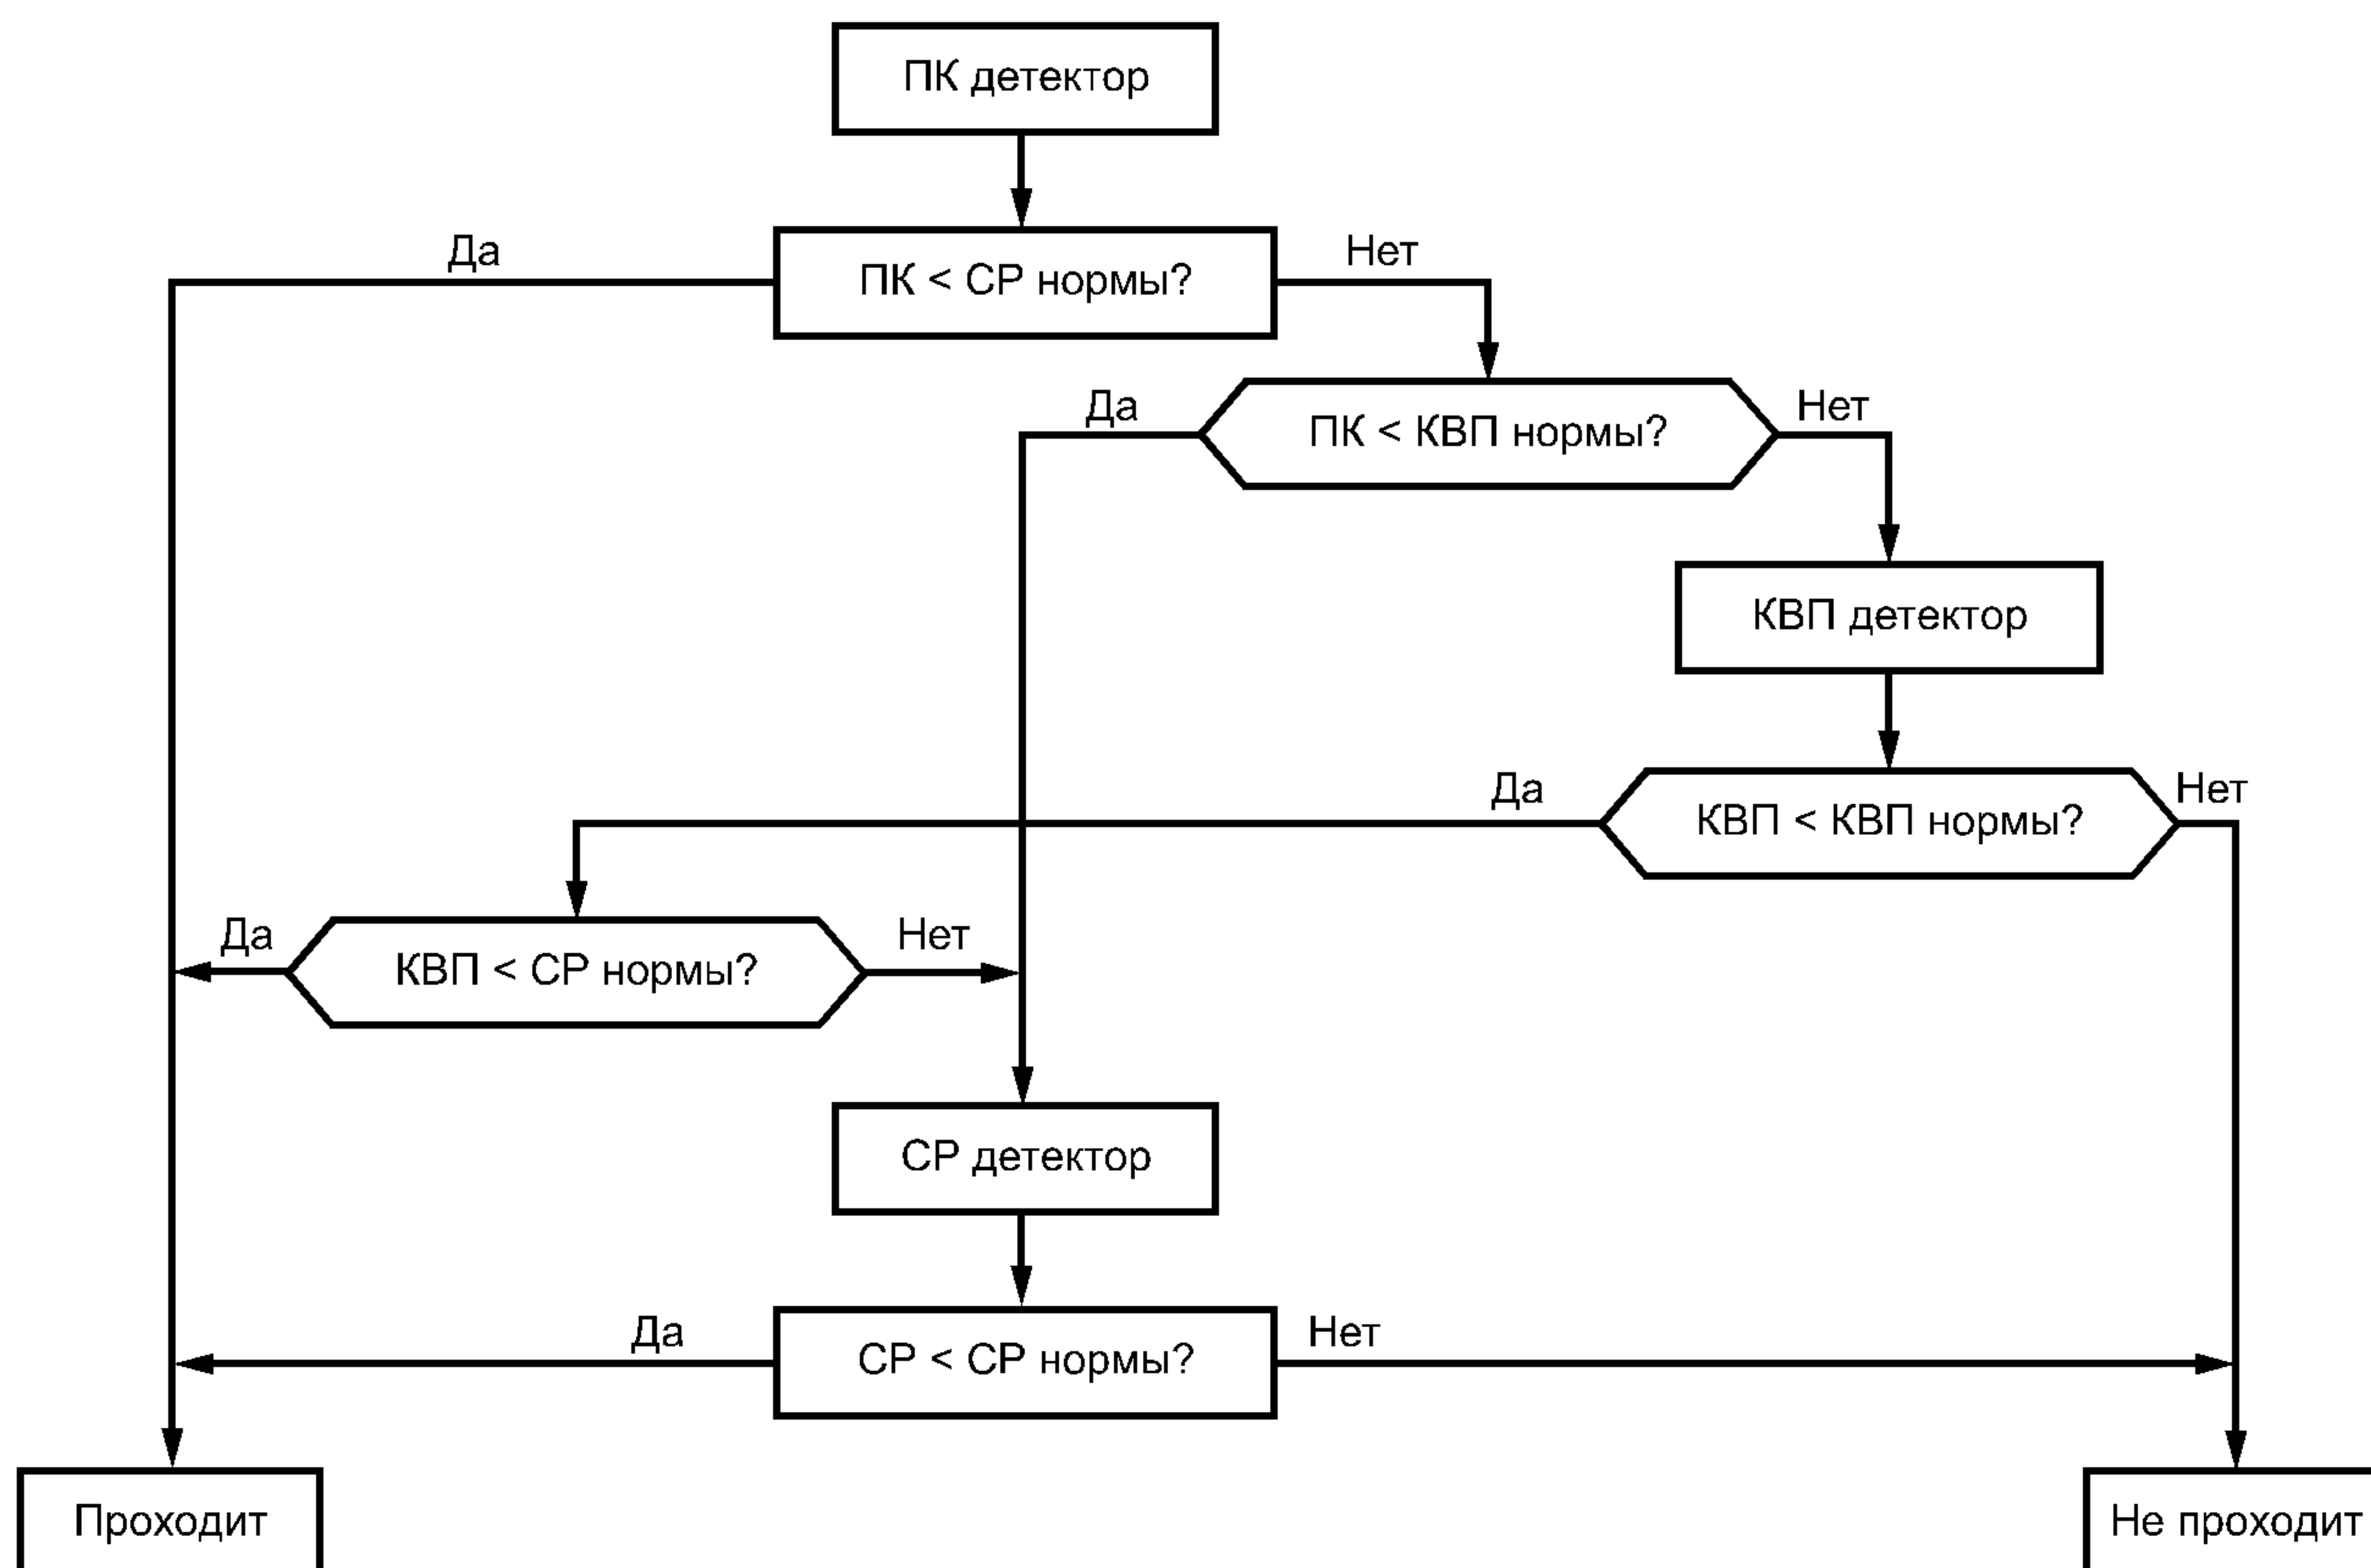 ПК детектор
Да
ПК < СР нормы?
Нет
Да
ПК < КВП нормы?
Нет
КВП детектор
Да
КВП < КВП нормы?
Нет
Да
КВП < СР нормы?
Нет
СР детектор
Да
СР < СР нормы?
Нет
Проходит
Не проходит